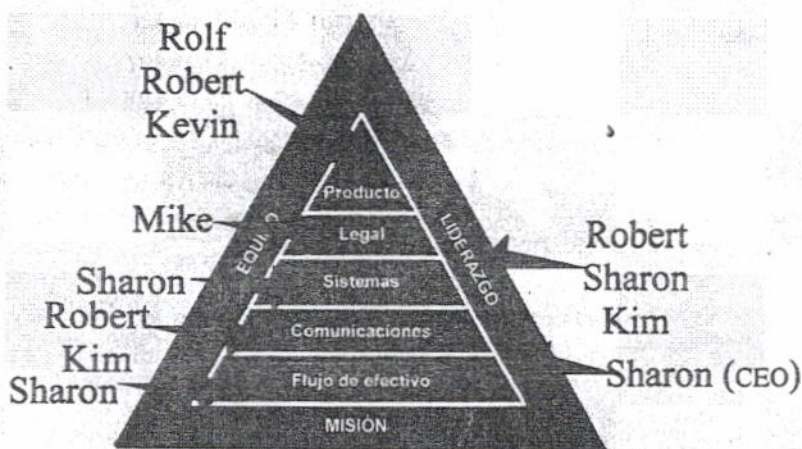 Rolf
Robert
Kevin
Producto
Mike
Legal
EQUIPO
LIDERAZGO
Robert
Sharon
Kim
Sharon
Sistemas
Robert
Comunicaciones
Kim
Sharon
Flujo de efectivo
Sharon (CEO)
MISIÓN